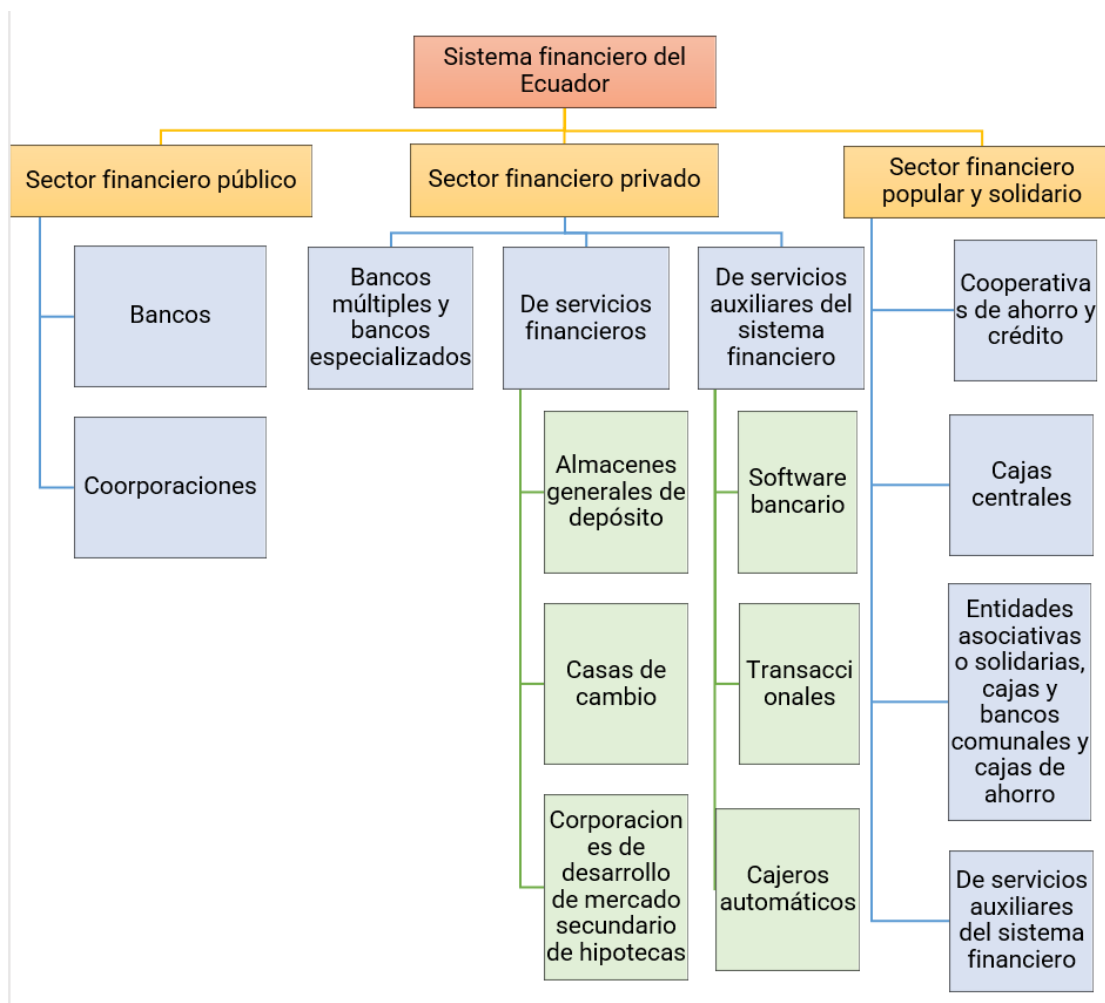 Sistema financiero del
Ecuador
Sector financiero público
Sector financiero privado
Sector financiero
popular y solidario
Bancos
Coorporaciones
Bancos
múltiples y
bancos
especializados
De servicios
financieros
De servicios
auxiliares del
sistema
financiero
Almacenes
generales de
depósito
Casas de
cambio
Corporacion
es de
desarrollo
de mercado
secundario
de hipotecas
Software
bancario
Transacci
onales
Cajeros
automáticos
Cooperativa
s de ahorro y
crédito
Cajas
centrales
Entidades
asociativas
o solidarias,
cajas y
bancos
comunales y
cajas de
ahorro
De servicios
auxiliares
del sistema
financiero